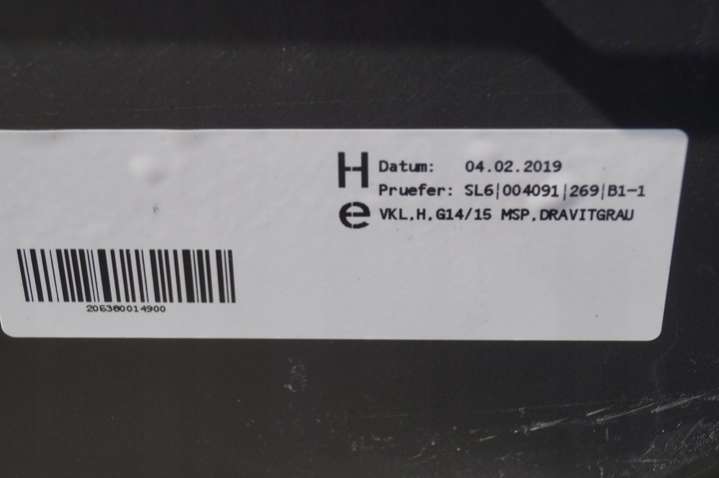 H Datum: 04.02.2019
Pruefer: SL6|004091|269|B1-1
e VKL,H,G14/15 MSP,DRAVITGRAU
206380014900